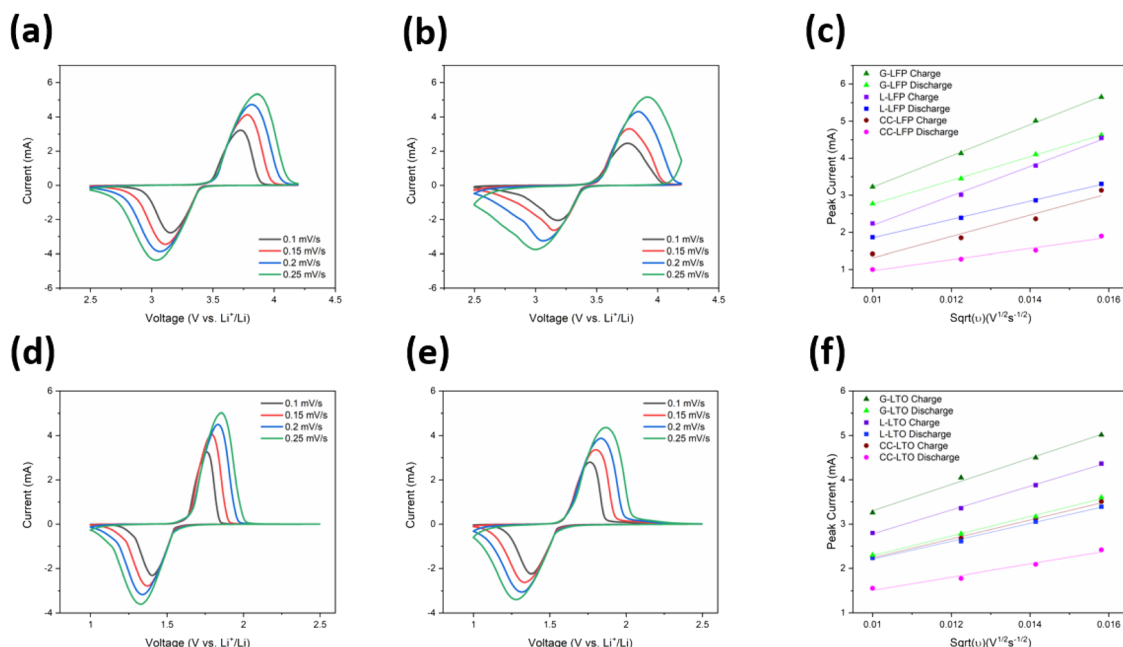 (a)
6
4
2
0
-2
-4
-6
Current (mA)
0.1 mV/s
0.15 mV/s
0.2 mV/s
0.25 mV/s
2.5 3 3.5 4 4.5
Voltage (V vs. Li⁺/Li)
(b)
6
4
2
0
-2
-4
-6
Current (mA)
0.1 mV/s
0.15 mV/s
0.2 mV/s
0.25 mV/s
2.5 3 3.5 4 4.5
Voltage (V vs. Li⁺/Li)
(c)
G-LFP Charge
G-LFP Discharge
L-LFP Charge
L-LFP Discharge
CC-LFP Charge
CC-LFP Discharge
6
5
4
3
2
1
Peak Current (mA)
0.01 0.012 0.014 0.016
Sqrt(υ)(V¹/²s⁻¹/²)
(d)
6
4
2
0
-2
-4
Current (mA)
0.1 mV/s
0.15 mV/s
0.2 mV/s
0.25 mV/s
1 1.5 2 2.5
Voltage (V vs. Li⁺/Li)
(e)
6
4
2
0
-2
-4
Current (mA)
0.1 mV/s
0.15 mV/s
0.2 mV/s
0.25 mV/s
1 1.5 2 2.5
Voltage (V vs. Li⁺/Li)
(f)
G-LTO Charge
G-LTO Discharge
L-LTO Charge
L-LTO Discharge
CC-LTO Charge
CC-LTO Discharge
6
5
4
3
2
1
Peak Current (mA)
0.01 0.012 0.014 0.016
Sqrt(υ)(V¹/²s⁻¹/²)